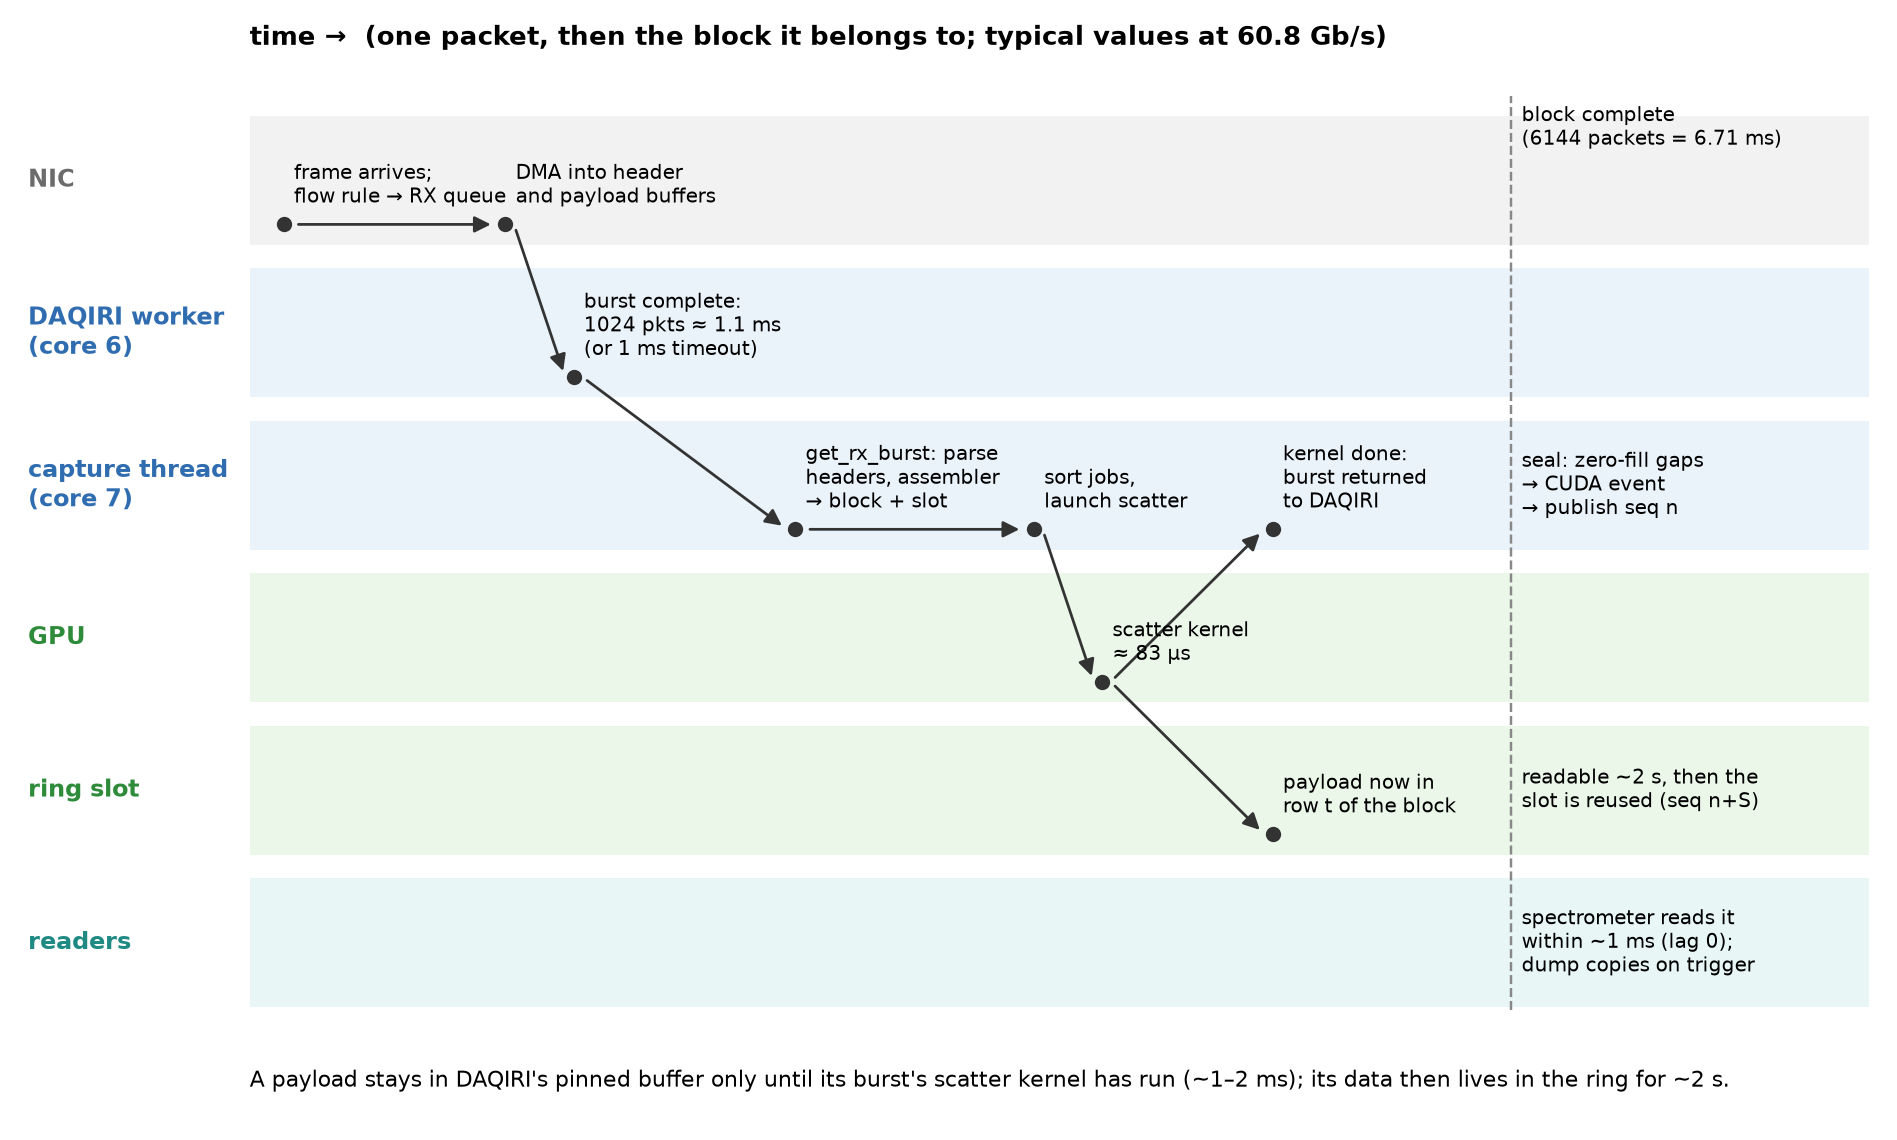 time →  (one packet, then the block it belongs to; typical values at 60.8 Gb/s)
block complete
(6144 packets = 6.71 ms)
NIC
frame arrives;
flow rule → RX queue
DMA into header
and payload buffers
DAQIRI worker
(core 6)
burst complete:
1024 pkts ≈ 1.1 ms
(or 1 ms timeout)
capture thread
(core 7)
get_rx_burst: parse
headers, assembler
→ block + slot
sort jobs,
launch scatter
kernel done:
burst returned
to DAQIRI
seal: zero-fill gaps
→ CUDA event
→ publish seq n
GPU
scatter kernel
≈ 83 µs
ring slot
payload now in
row t of the block
readable ~2 s, then the
slot is reused (seq n+S)
readers
spectrometer reads it
within ~1 ms (lag 0);
dump copies on trigger
A payload stays in DAQIRI's pinned buffer only until its burst's scatter kernel has run (~1–2 ms); its data then lives in the ring for ~2 s.